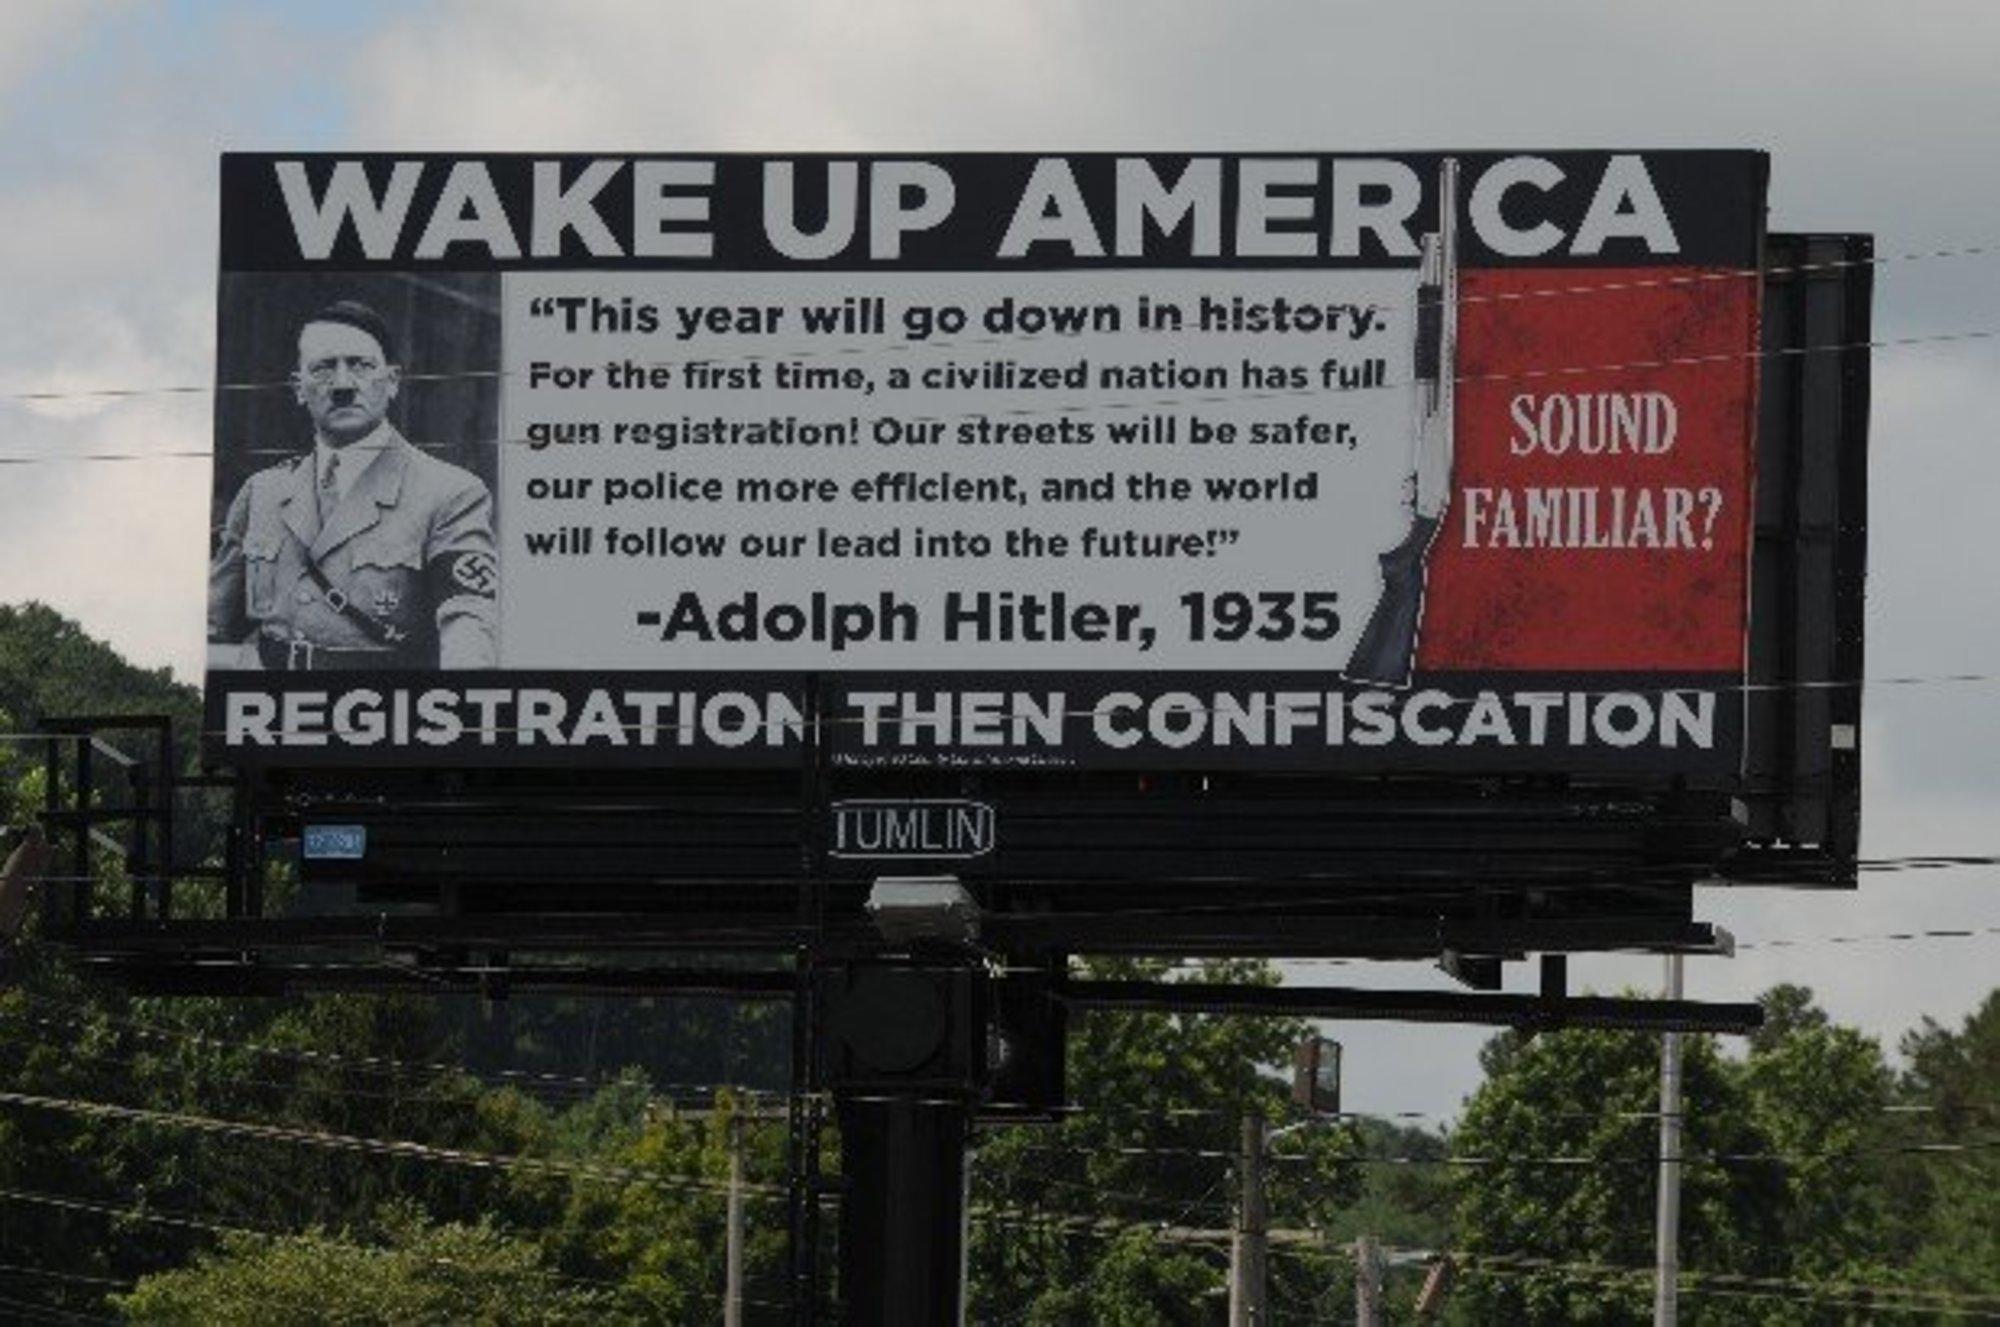 WAKE UP AMERICA
“This year will go down in history.
For the first time, a civilized nation has full
gun registration! Our streets will be safer,
our police more efficient, and the world
will follow our lead into the future!”
-Adolph Hitler, 1935
SOUND
FAMILIAR?
REGISTRATION THEN CONFISCATION
TUMLIN